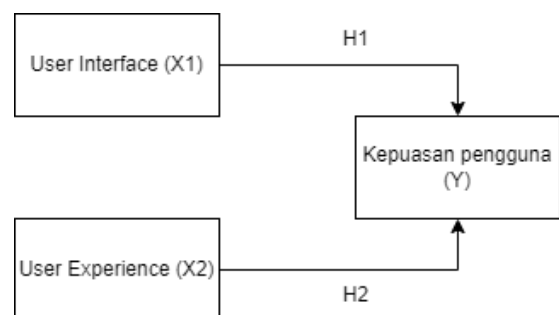 User Interface (X1)
H1
Kepuasan pengguna
(Y)
User Experience (X2)
H2